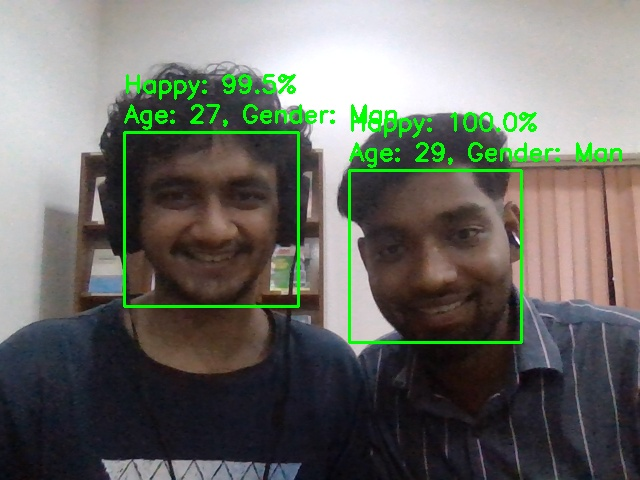 Happy: 99.5%
Age: 27, Gender: Man
Happy: 100.0%
Age: 29, Gender: Man